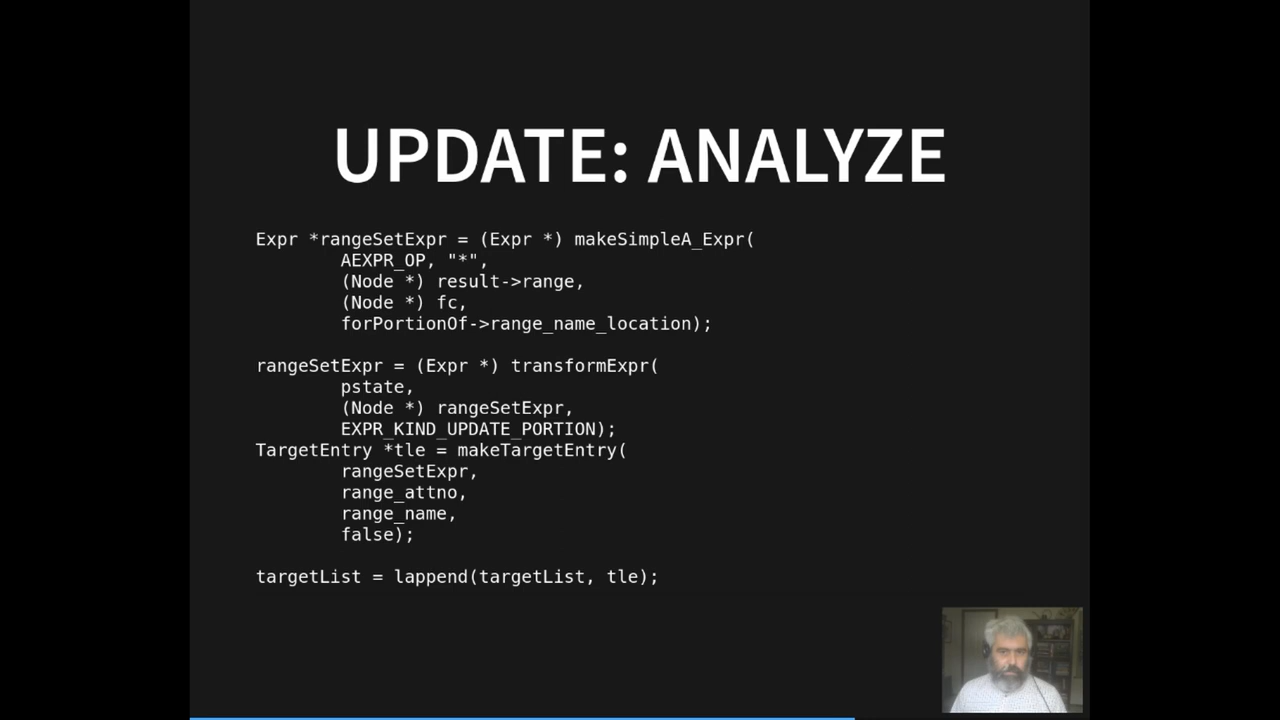 UPDATE: ANALYZE
Expr *rangeSetExpr = (Expr *) makeSimpleA_Expr(
        AEXPR_OP, "*",
        (Node *) result->range,
        (Node *) fc,
        forPortionOf->range_name_location);
rangeSetExpr = (Expr *) transformExpr(
        pstate,
        (Node *) rangeSetExpr,
        EXPR_KIND_UPDATE_PORTION);
TargetEntry *tle = makeTargetEntry(
        rangeSetExpr,
        range_attno,
        range_name,
        false);
targetList = lappend(targetList, tle);